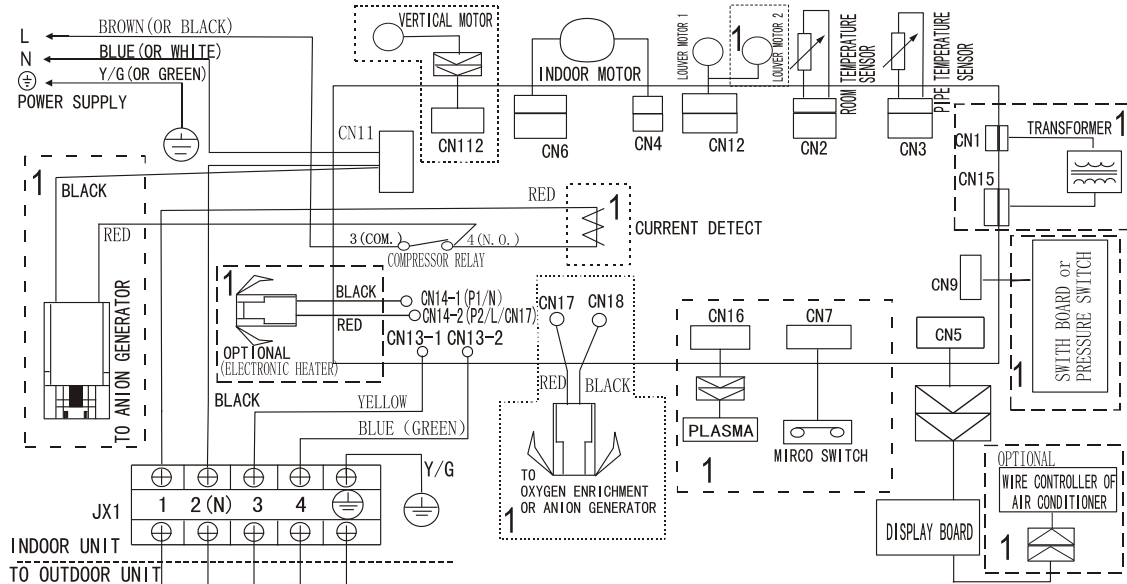 L
BROWN(OR BLACK)
N
BLUE(OR WHITE)
Y/G(OR GREEN)
POWER SUPPLY
VERTICAL MOTOR
CN112
INDOOR MOTOR
CN6
CN4
LOUVER MOTOR 1
1
LOUVER MOTOR 2
CN12
ROOM TEMPERATURE
SENSOR
CN2
PIPE TEMPERATURE
SENSOR
CN3
CN1
TRANSFORMER
1
CN15
CN11
1
BLACK
RED
TO ANION GENERATOR
RED
1
CURRENT DETECT
3(COM.)
4(N.O.)
COMPRESSOR RELAY
1
BLACK
RED
OPTIONAL
(ELECTRONIC HEATER)
CN14-1(P1/N)
CN14-2(P2/L/CN17)
CN13-1
CN13-2
CN17
CN18
RED
BLACK
TO
OXYGEN ENRICHMENT
OR ANION GENERATOR
1
CN16
CN7
PLASMA
MIRCO SWITCH
1
CN9
SWITH BOARD or
PRESSURE SWITCH
1
CN5
DISPLAY BOARD
OPTIONAL
WIRE CONTROLLER OF
AIR CONDITIONER
1
BLACK
YELLOW
BLUE (GREEN)
Y/G
JX1
1
2(N)
3
4
INDOOR UNIT
TO OUTDOOR UNIT